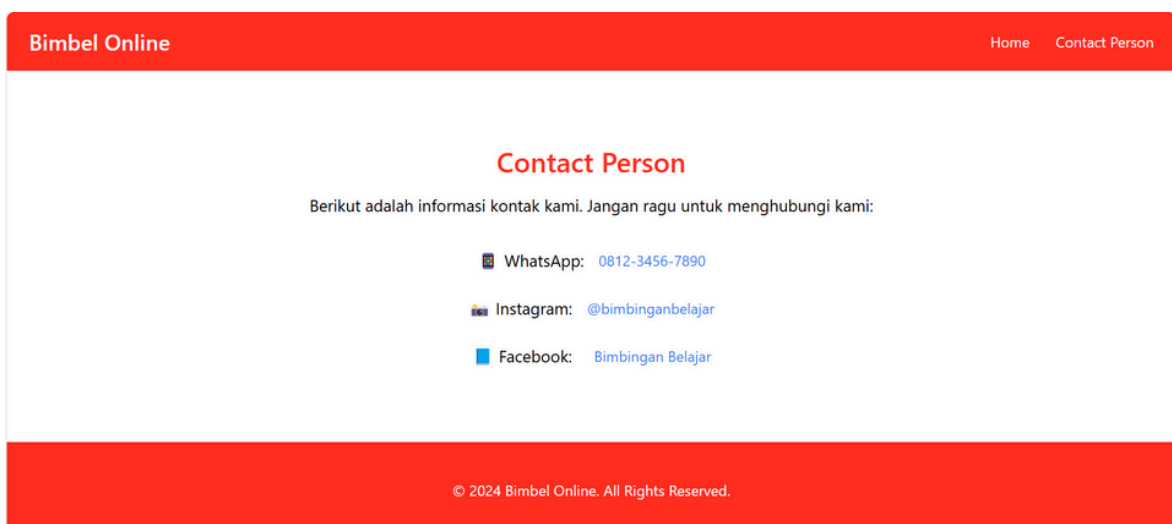 Bimbel Online
Home Contact Person
Contact Person
Berikut adalah informasi kontak kami. Jangan ragu untuk menghubungi kami:
WhatsApp: 0812-3456-7890
Instagram: @bimbinganbelajar
Facebook: Bimbingan Belajar
© 2024 Bimbel Online. All Rights Reserved.